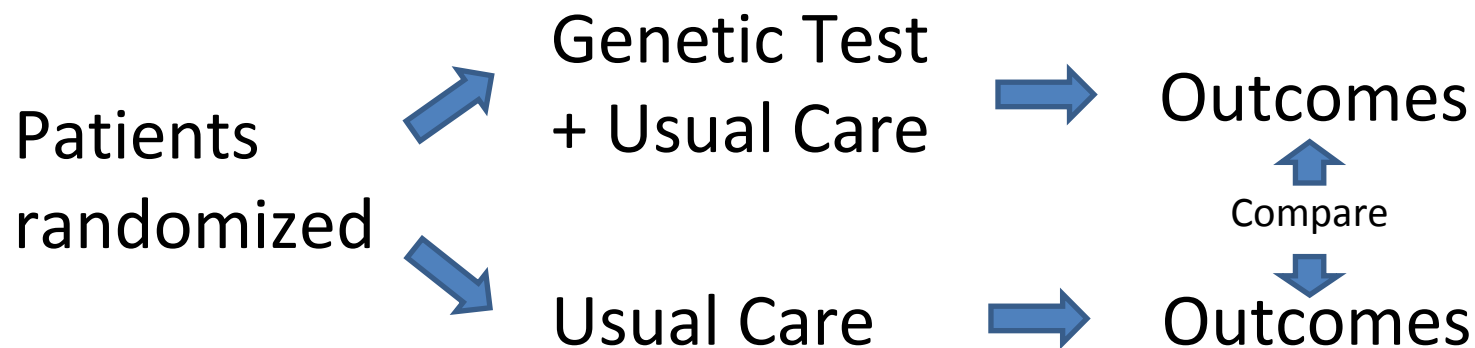 Patients
randomized
Genetic Test
+ Usual Care
Outcomes
Compare
Usual Care
Outcomes